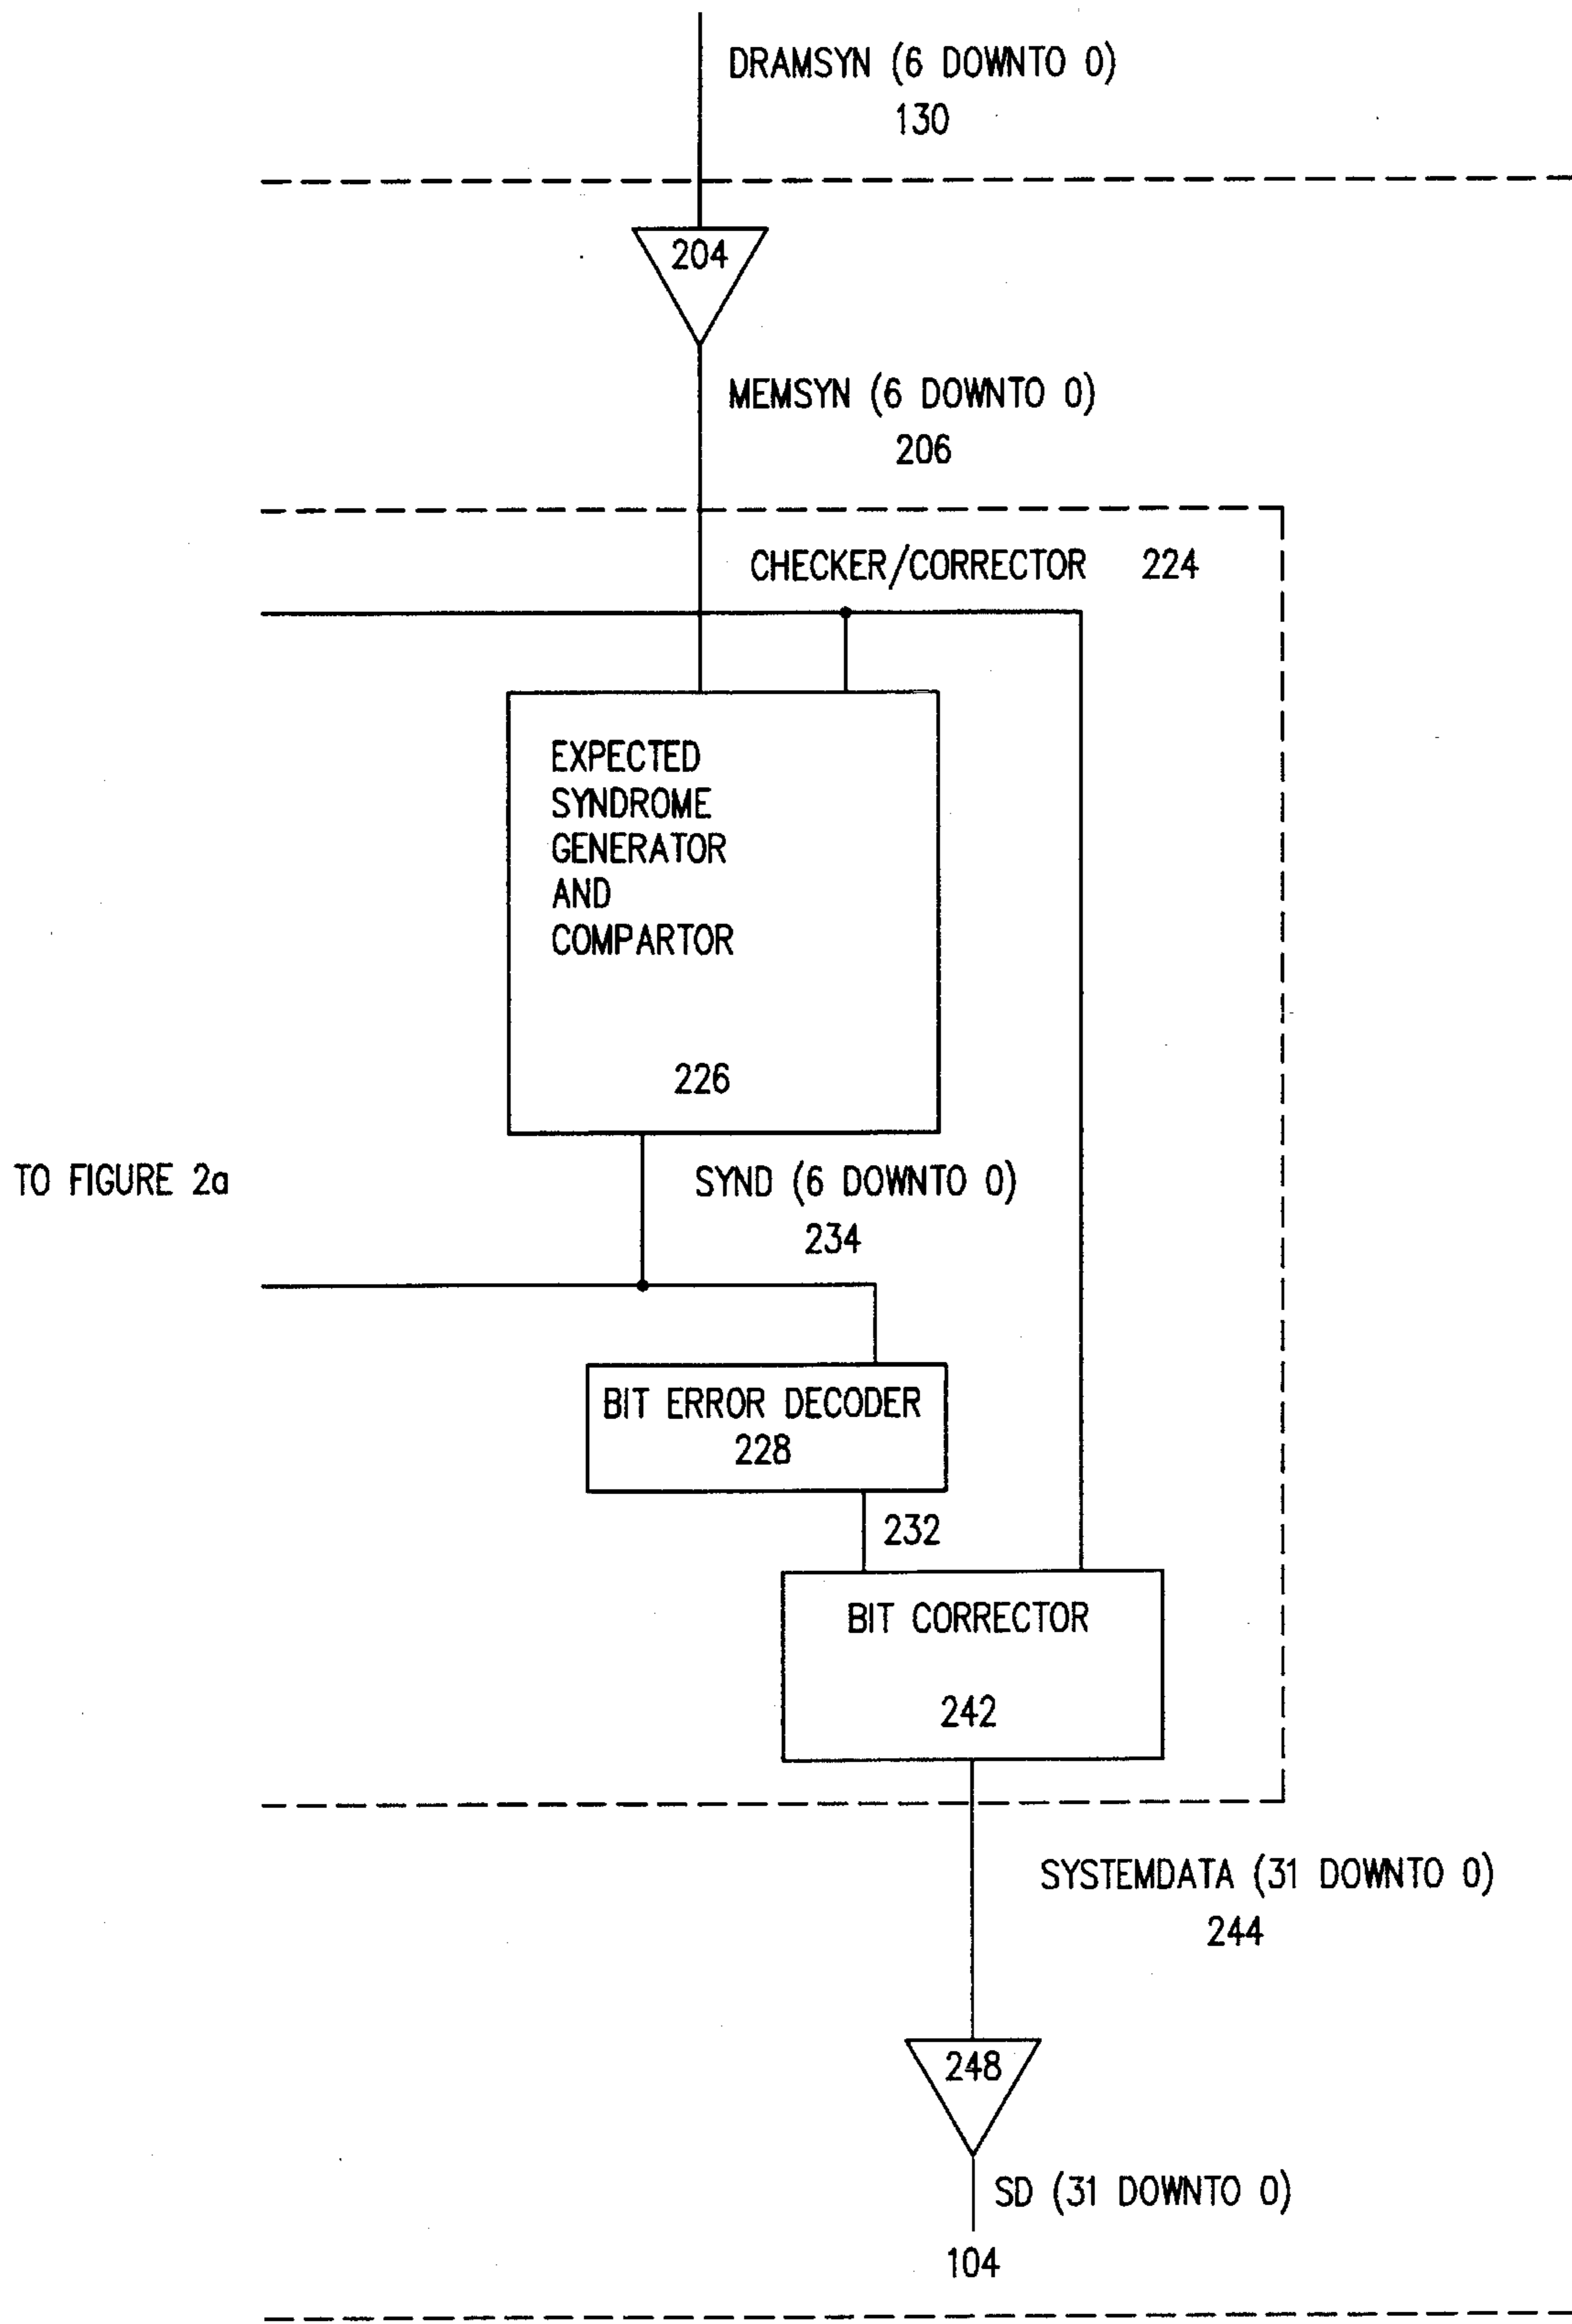 DRAMSYN (6 DOWNTO 0)
130
204
MEMSYN (6 DOWNTO 0)
206
CHECKER/CORRECTOR 224
EXPECTED
SYNDROME
GENERATOR
AND
COMPARTOR
226
TO FIGURE 2a
SYND (6 DOWNTO 0)
234
BIT ERROR DECODER
228
232
BIT CORRECTOR
242
SYSTEMDATA (31 DOWNTO 0)
244
248
SD (31 DOWNTO 0)
104